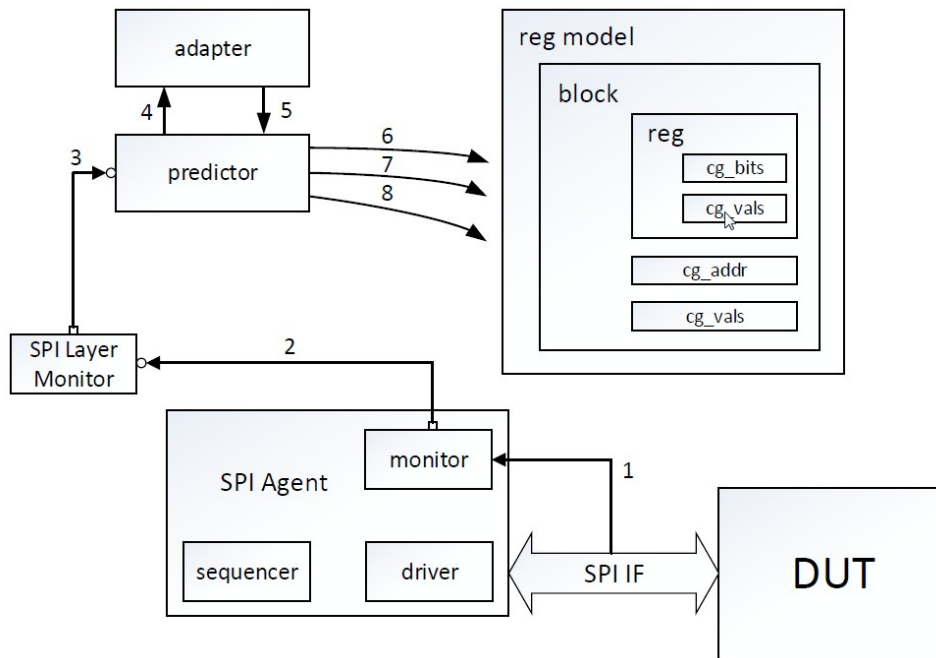 adapter
reg model
block
reg
cg_bits
cg_vals
cg_addr
cg_vals
4
5
3
predictor
6
7
8
SPI Layer
Monitor
2
monitor
1
SPI Agent
sequencer
driver
SPI IF
DUT